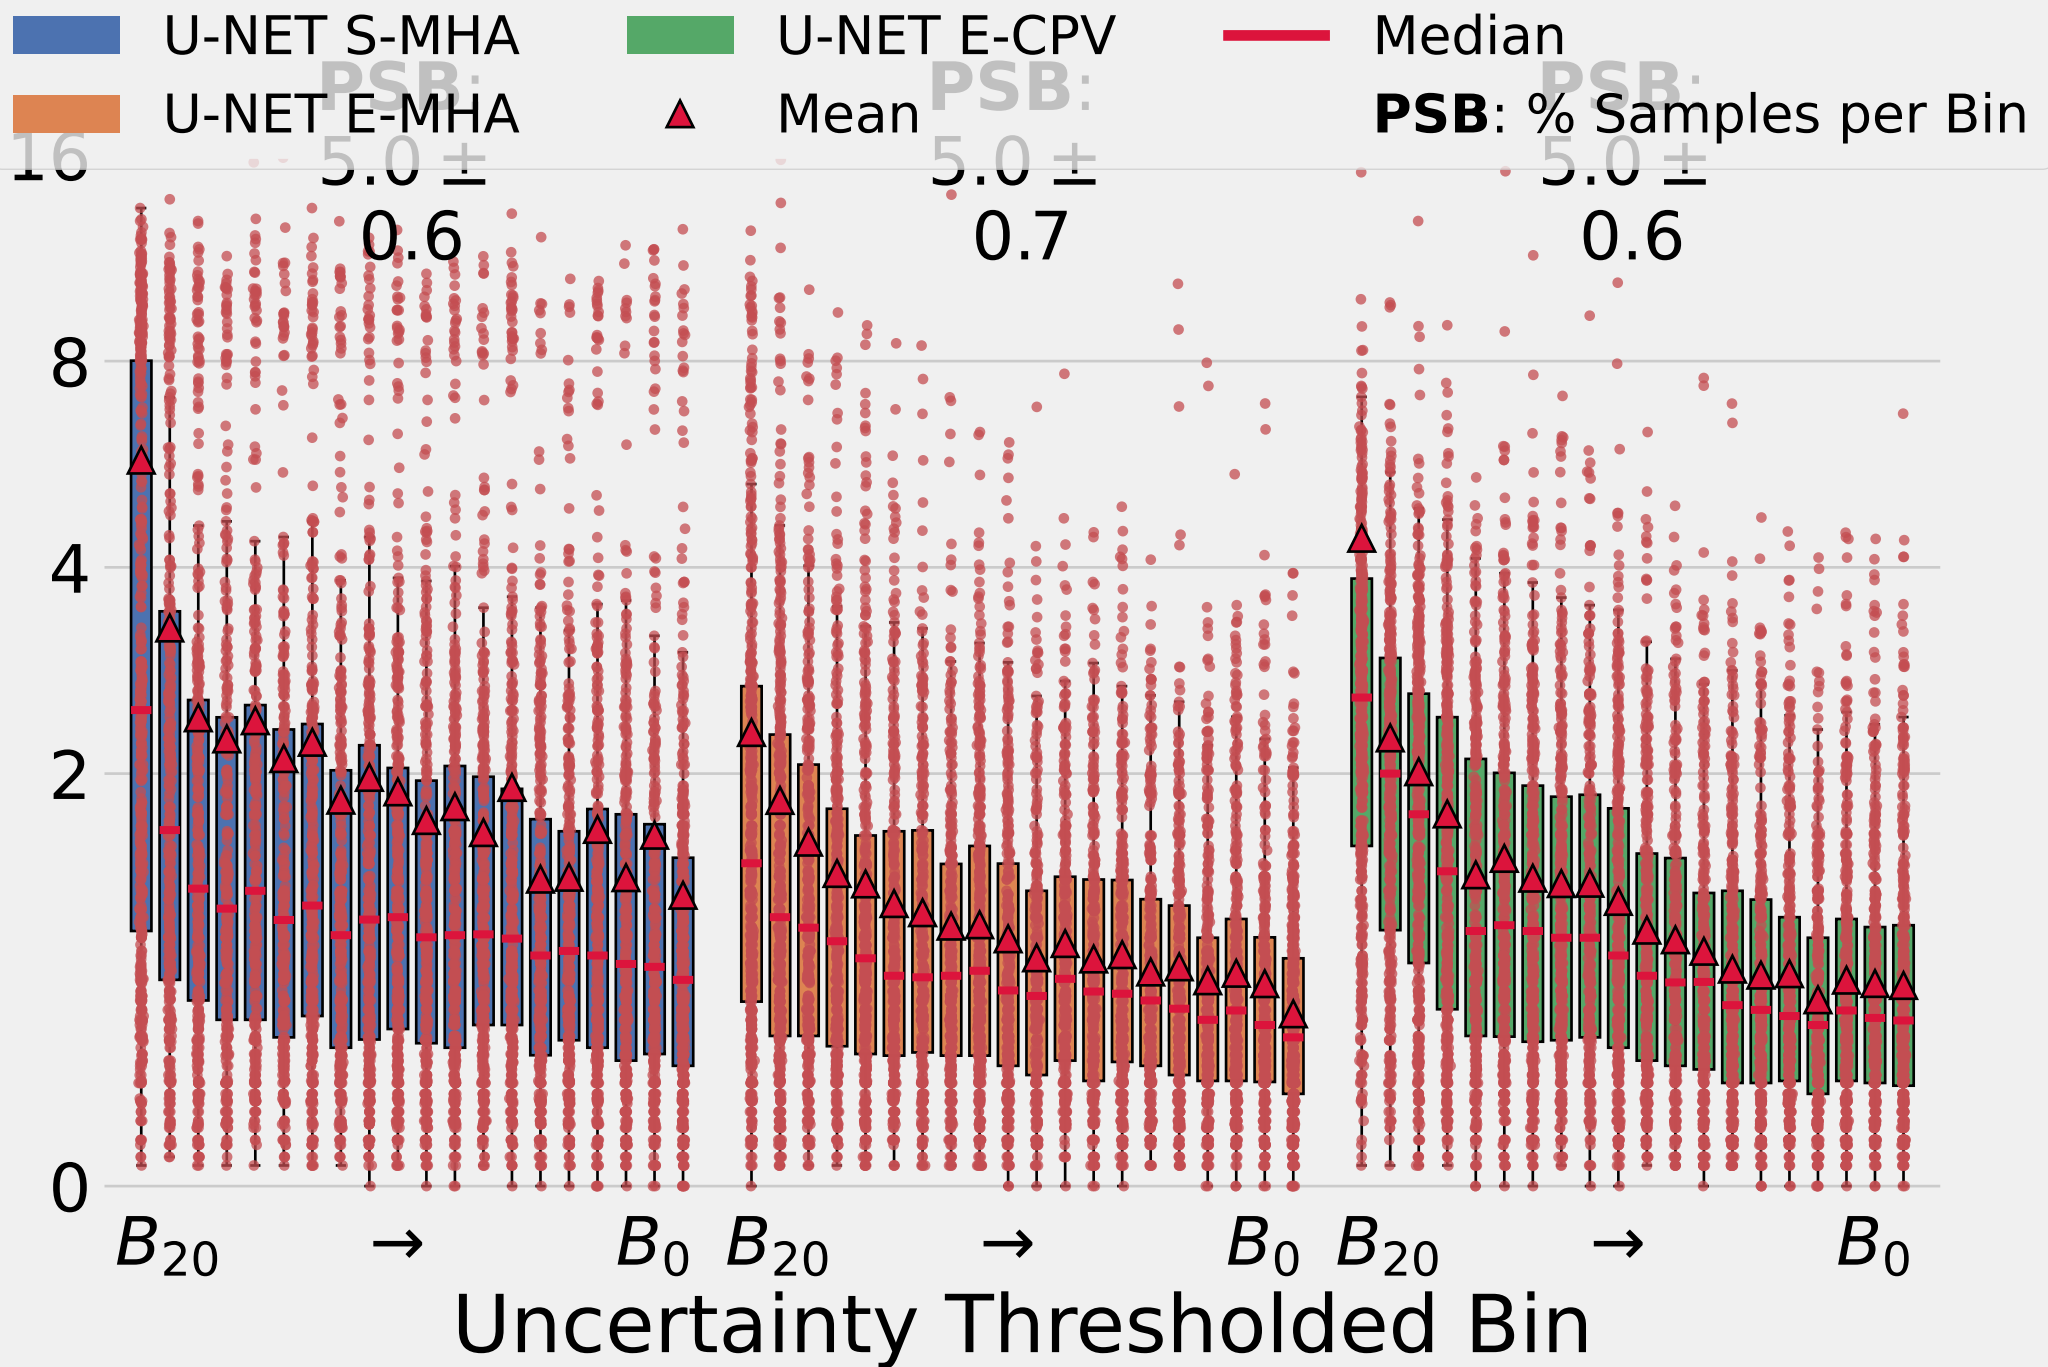 U-NET S-MHA
U-NET E-CPV
Median
U-NET E-MHA
Mean
PSB: % Samples per Bin
PSB:
5.0 ±
0.6
PSB:
5.0 ±
0.7
PSB:
5.0 ±
0.6
16
8
4
2
0
B20
→
B0
B20
→
B0
B20
→
B0
Uncertainty Thresholded Bin